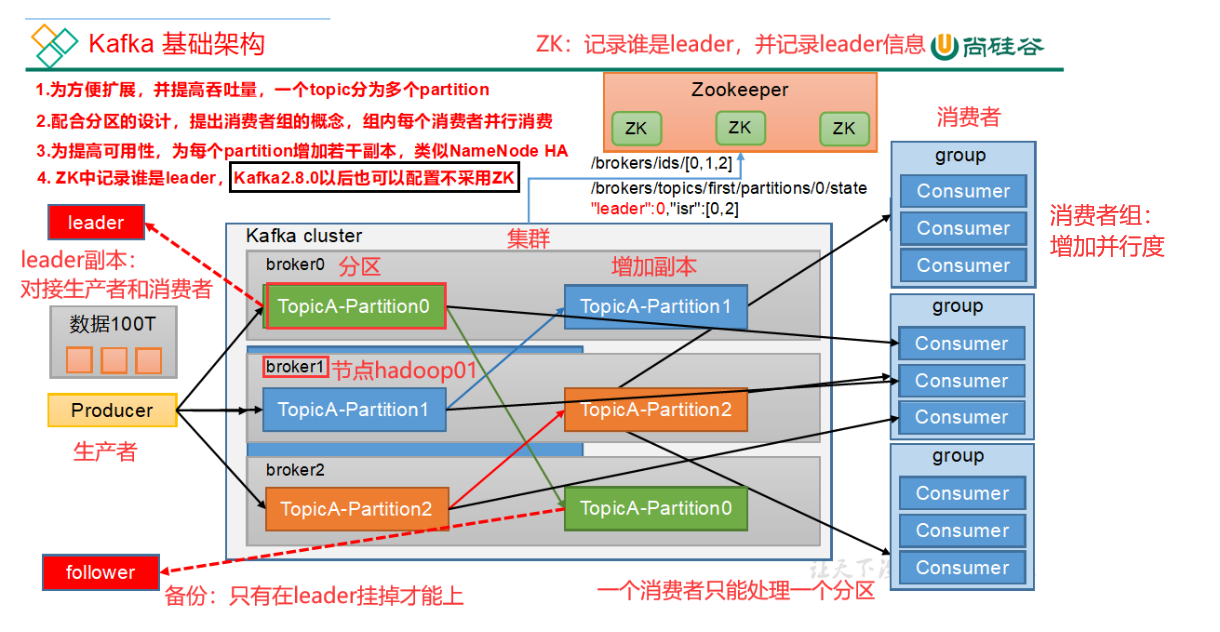 Kafka 基础架构
ZK：记录谁是leader，并记录leader信息
尚硅谷
1.为方便扩展，并提高吞吐量，一个topic分为多个partition
2.配合分区的设计，提出消费者组的概念，组内每个消费者并行消费
3.为提高可用性，为每个partition增加若干副本，类似NameNode HA
4. ZK中记录谁是leader，Kafka2.8.0以后也可以配置不采用ZK
Zookeeper
ZK
ZK
ZK
/brokers/ids/[0,1,2]
/brokers/topics/first/partitions/0/state
"leader":0,"isr":[0,2]
leader
leader副本：
对接生产者和消费者
数据100T
Producer
生产者
Kafka cluster
集群
broker0
分区
增加副本
TopicA-Partition0
TopicA-Partition1
broker1
节点hadoop01
TopicA-Partition1
TopicA-Partition2
broker2
TopicA-Partition2
TopicA-Partition0
follower
备份：只有在leader挂掉才能上
消费者
group
Consumer
Consumer
Consumer
消费者组：
增加并行度
group
Consumer
Consumer
Consumer
group
Consumer
Consumer
Consumer
让天下
一个消费者只能处理一个分区